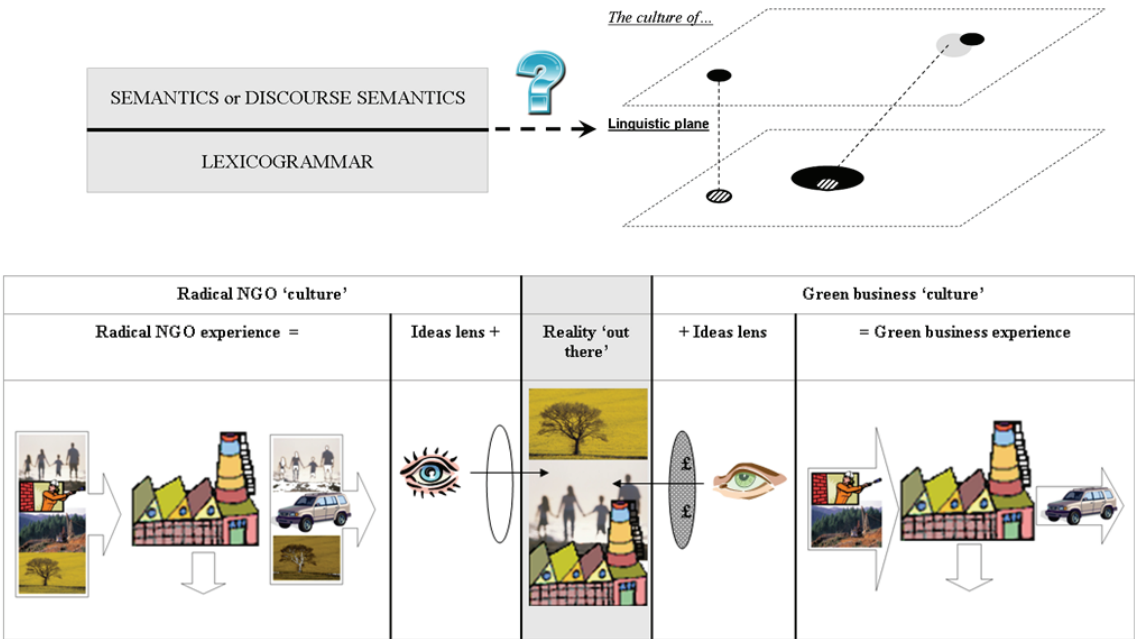 The culture of...
SEMANTICS or DISCOURSE SEMANTICS
?
Linguistic plane
LEXICOGRAMMAR
Radical NGO ‘culture’
Green business ‘culture’
Radical NGO experience =
Ideas lens +
Reality ‘out
there’
+ Ideas lens
= Green business experience
£
£